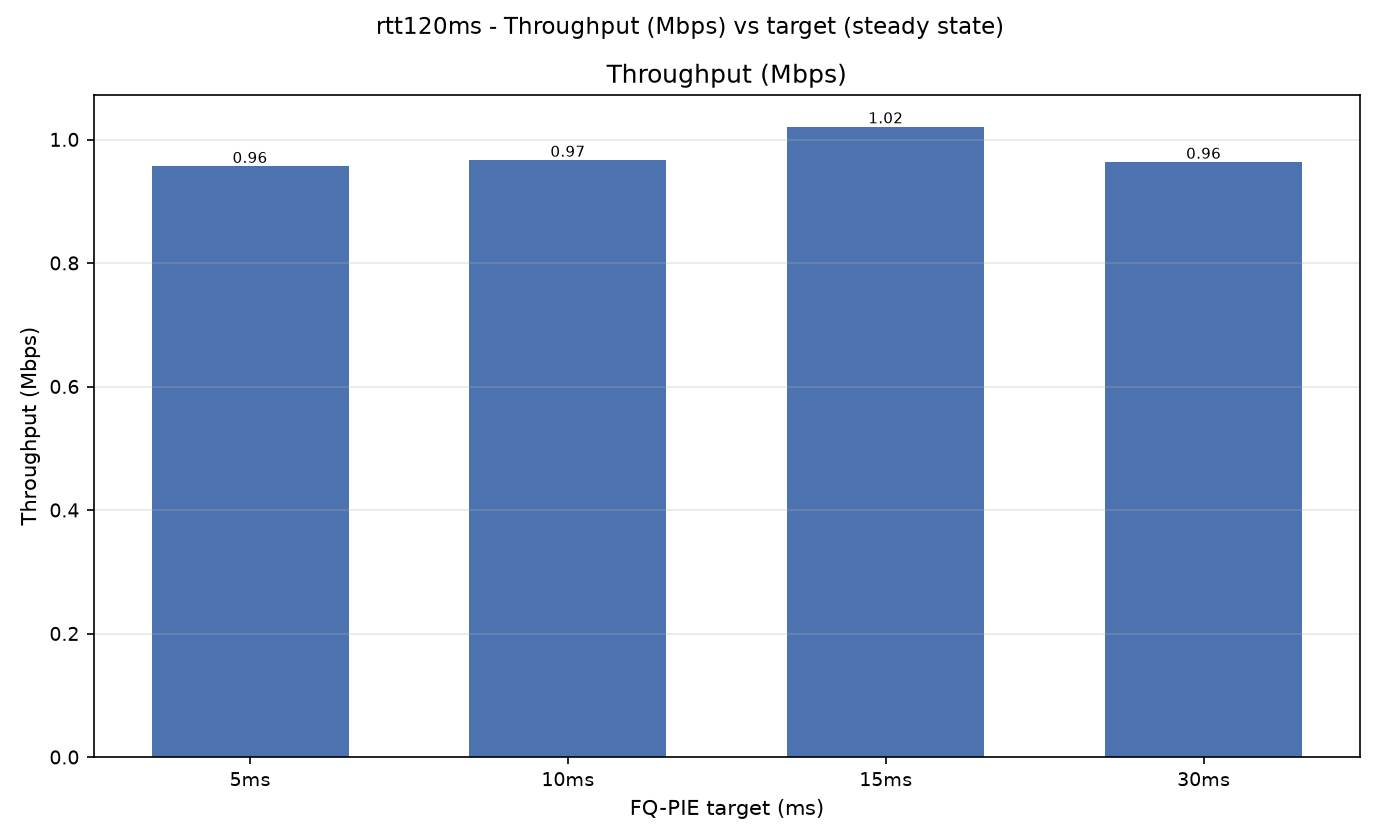 rtt120ms - Throughput (Mbps) vs target (steady state)
Throughput (Mbps)
Throughput (Mbps)
1.0
0.8
0.6
0.4
0.2
0.0
0.96
0.97
1.02
0.96
5ms
10ms
15ms
30ms
FQ-PIE target (ms)